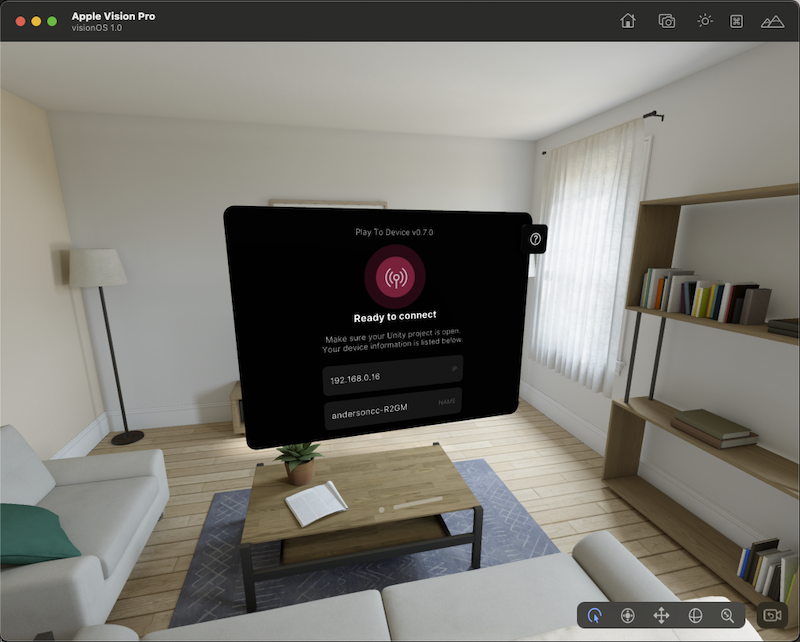 Apple Vision Pro
visionOS 1.0
Play To Device v0.7.0
Ready to connect
Make sure your Unity project is open.
Your device information is listed below
192.168.0.16
andersoncc-R2GM
NAME